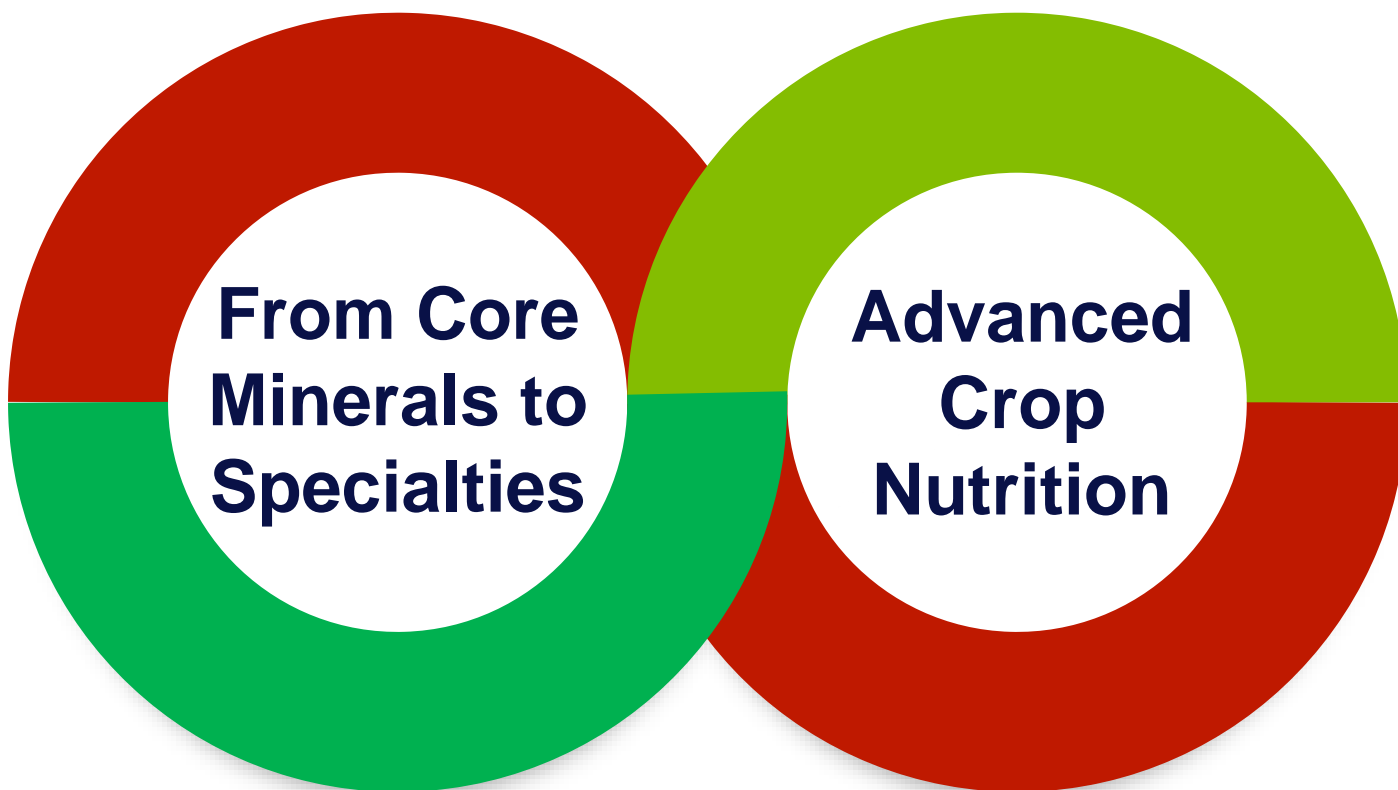 From Core
Minerals to
Specialties
Advanced
Crop
Nutrition